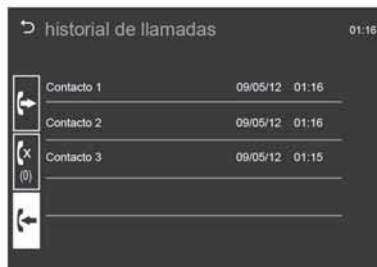 historial de llamadas 01:16
Contacto 1 09/05/12 01:16
Contacto 2 09/05/12 01:16
x
Contacto 3 09/05/12 01:15
(0)